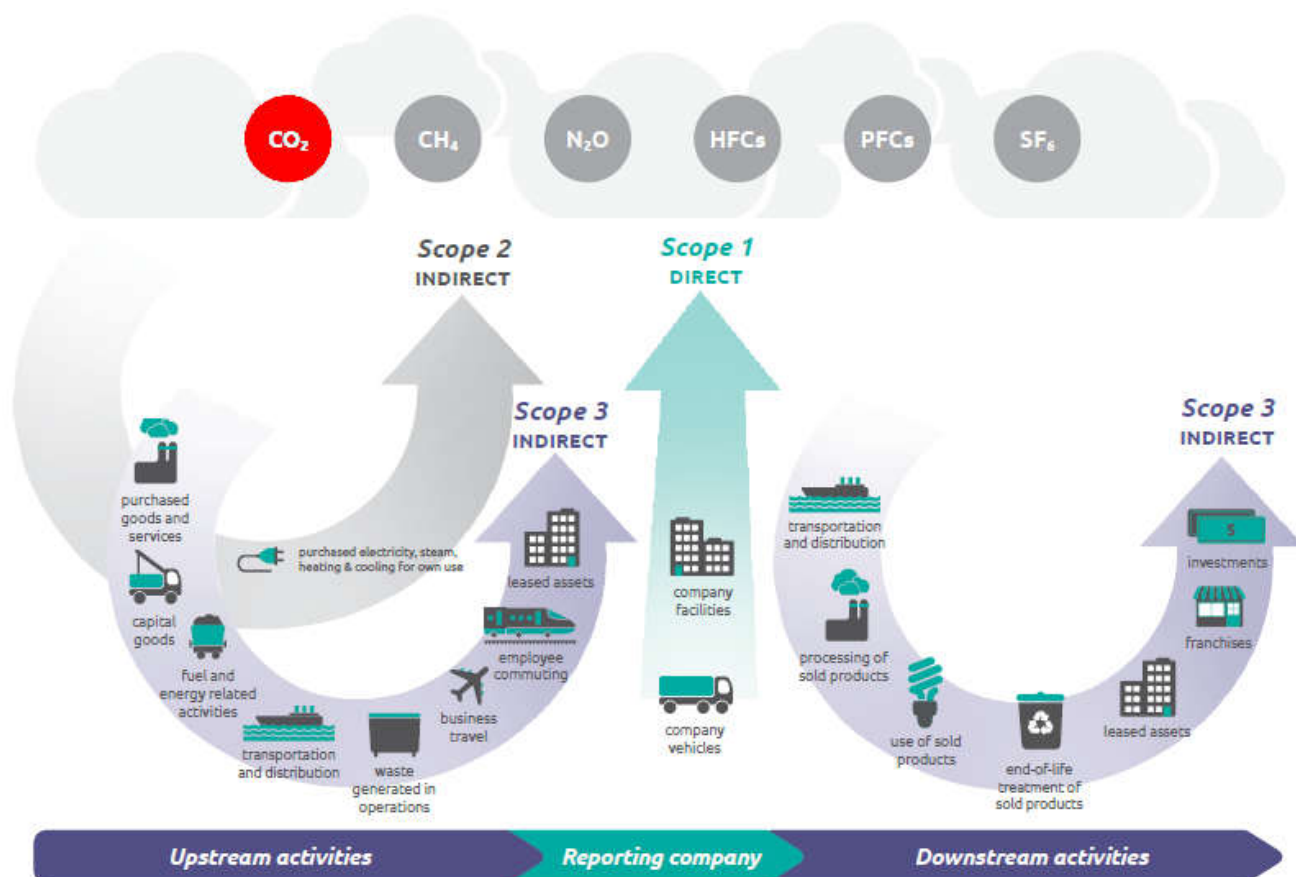 CO₂
CH₄
N₂O
HFCs
PFCs
SF₆
Scope 2
INDIRECT
Scope 1
DIRECT
Scope 3
INDIRECT
Scope 3
INDIRECT
purchased
goods and
services
capital
goods
fuel and
energy related
activities
transportation
and distribution
waste
generated in
operations
business
travel
employee
commuting
leased assets
purchased electricity, steam,
heating & cooling for own use
company
facilities
company
vehicles
transportation
and distribution
processing of
sold products
use of sold
products
end-of-life
treatment of
sold products
leased assets
franchises
$
investments
Upstream activities
Reporting company
Downstream activities